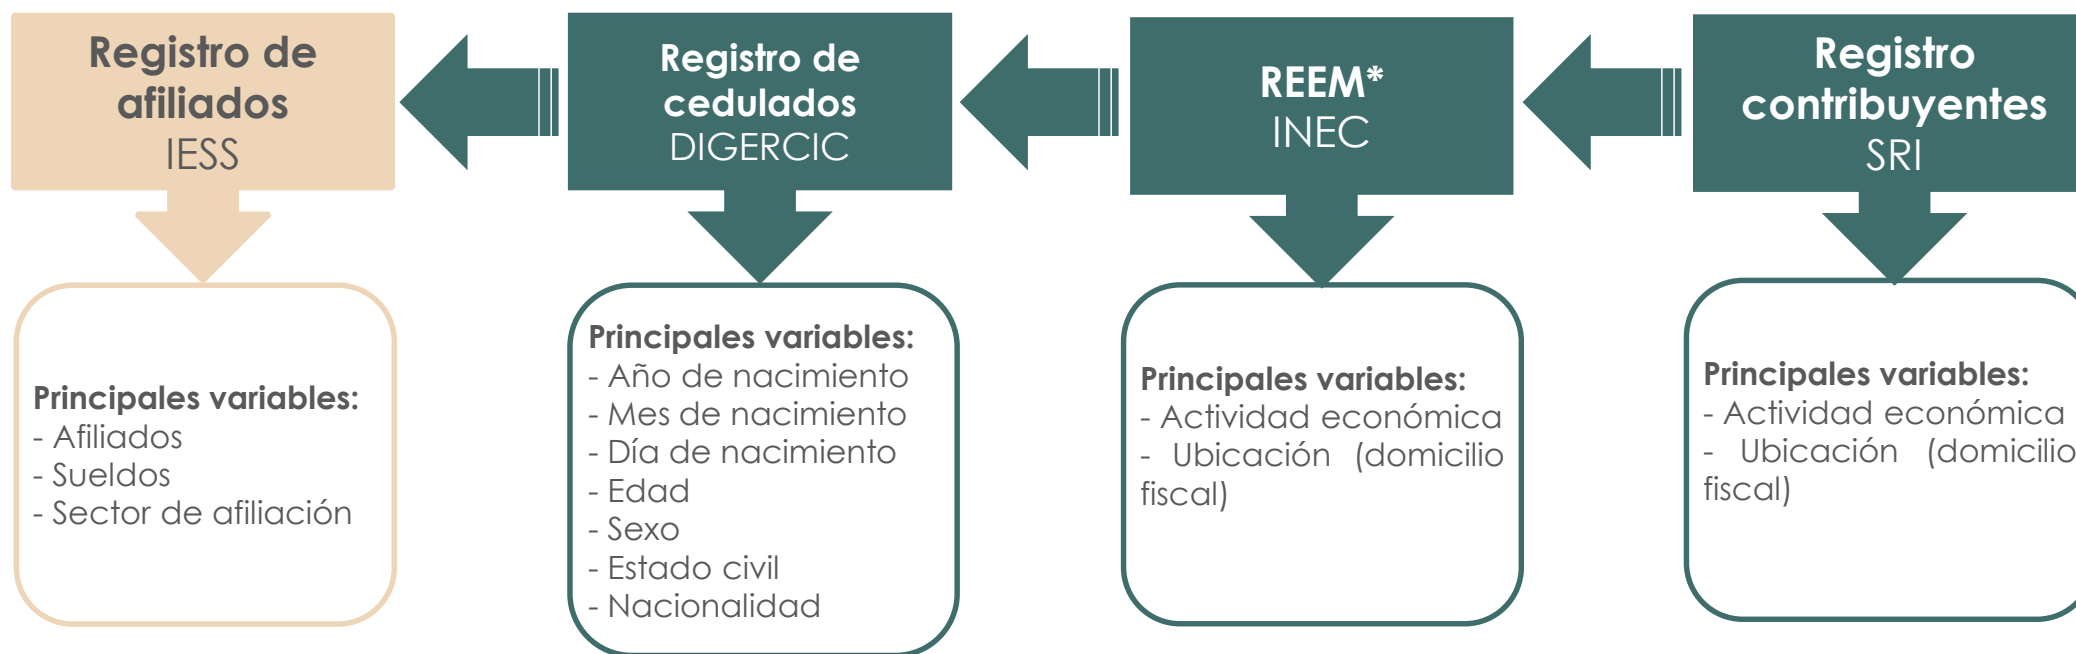 Registro de
afiliados
IESS
Registro de
cedulados
DIGERCIC
REEM*
INEC
Registro
contribuyentes
SRI
Principales variables:
- Afiliados
- Sueldos
- Sector de afiliación
Principales variables:
- Año de nacimiento
- Mes de nacimiento
- Día de nacimiento
- Edad
- Sexo
- Estado civil
- Nacionalidad
Principales variables:
- Actividad económica
- Ubicación (domicilio
fiscal)
Principales variables:
- Actividad económica
- Ubicación (domicilio
fiscal)